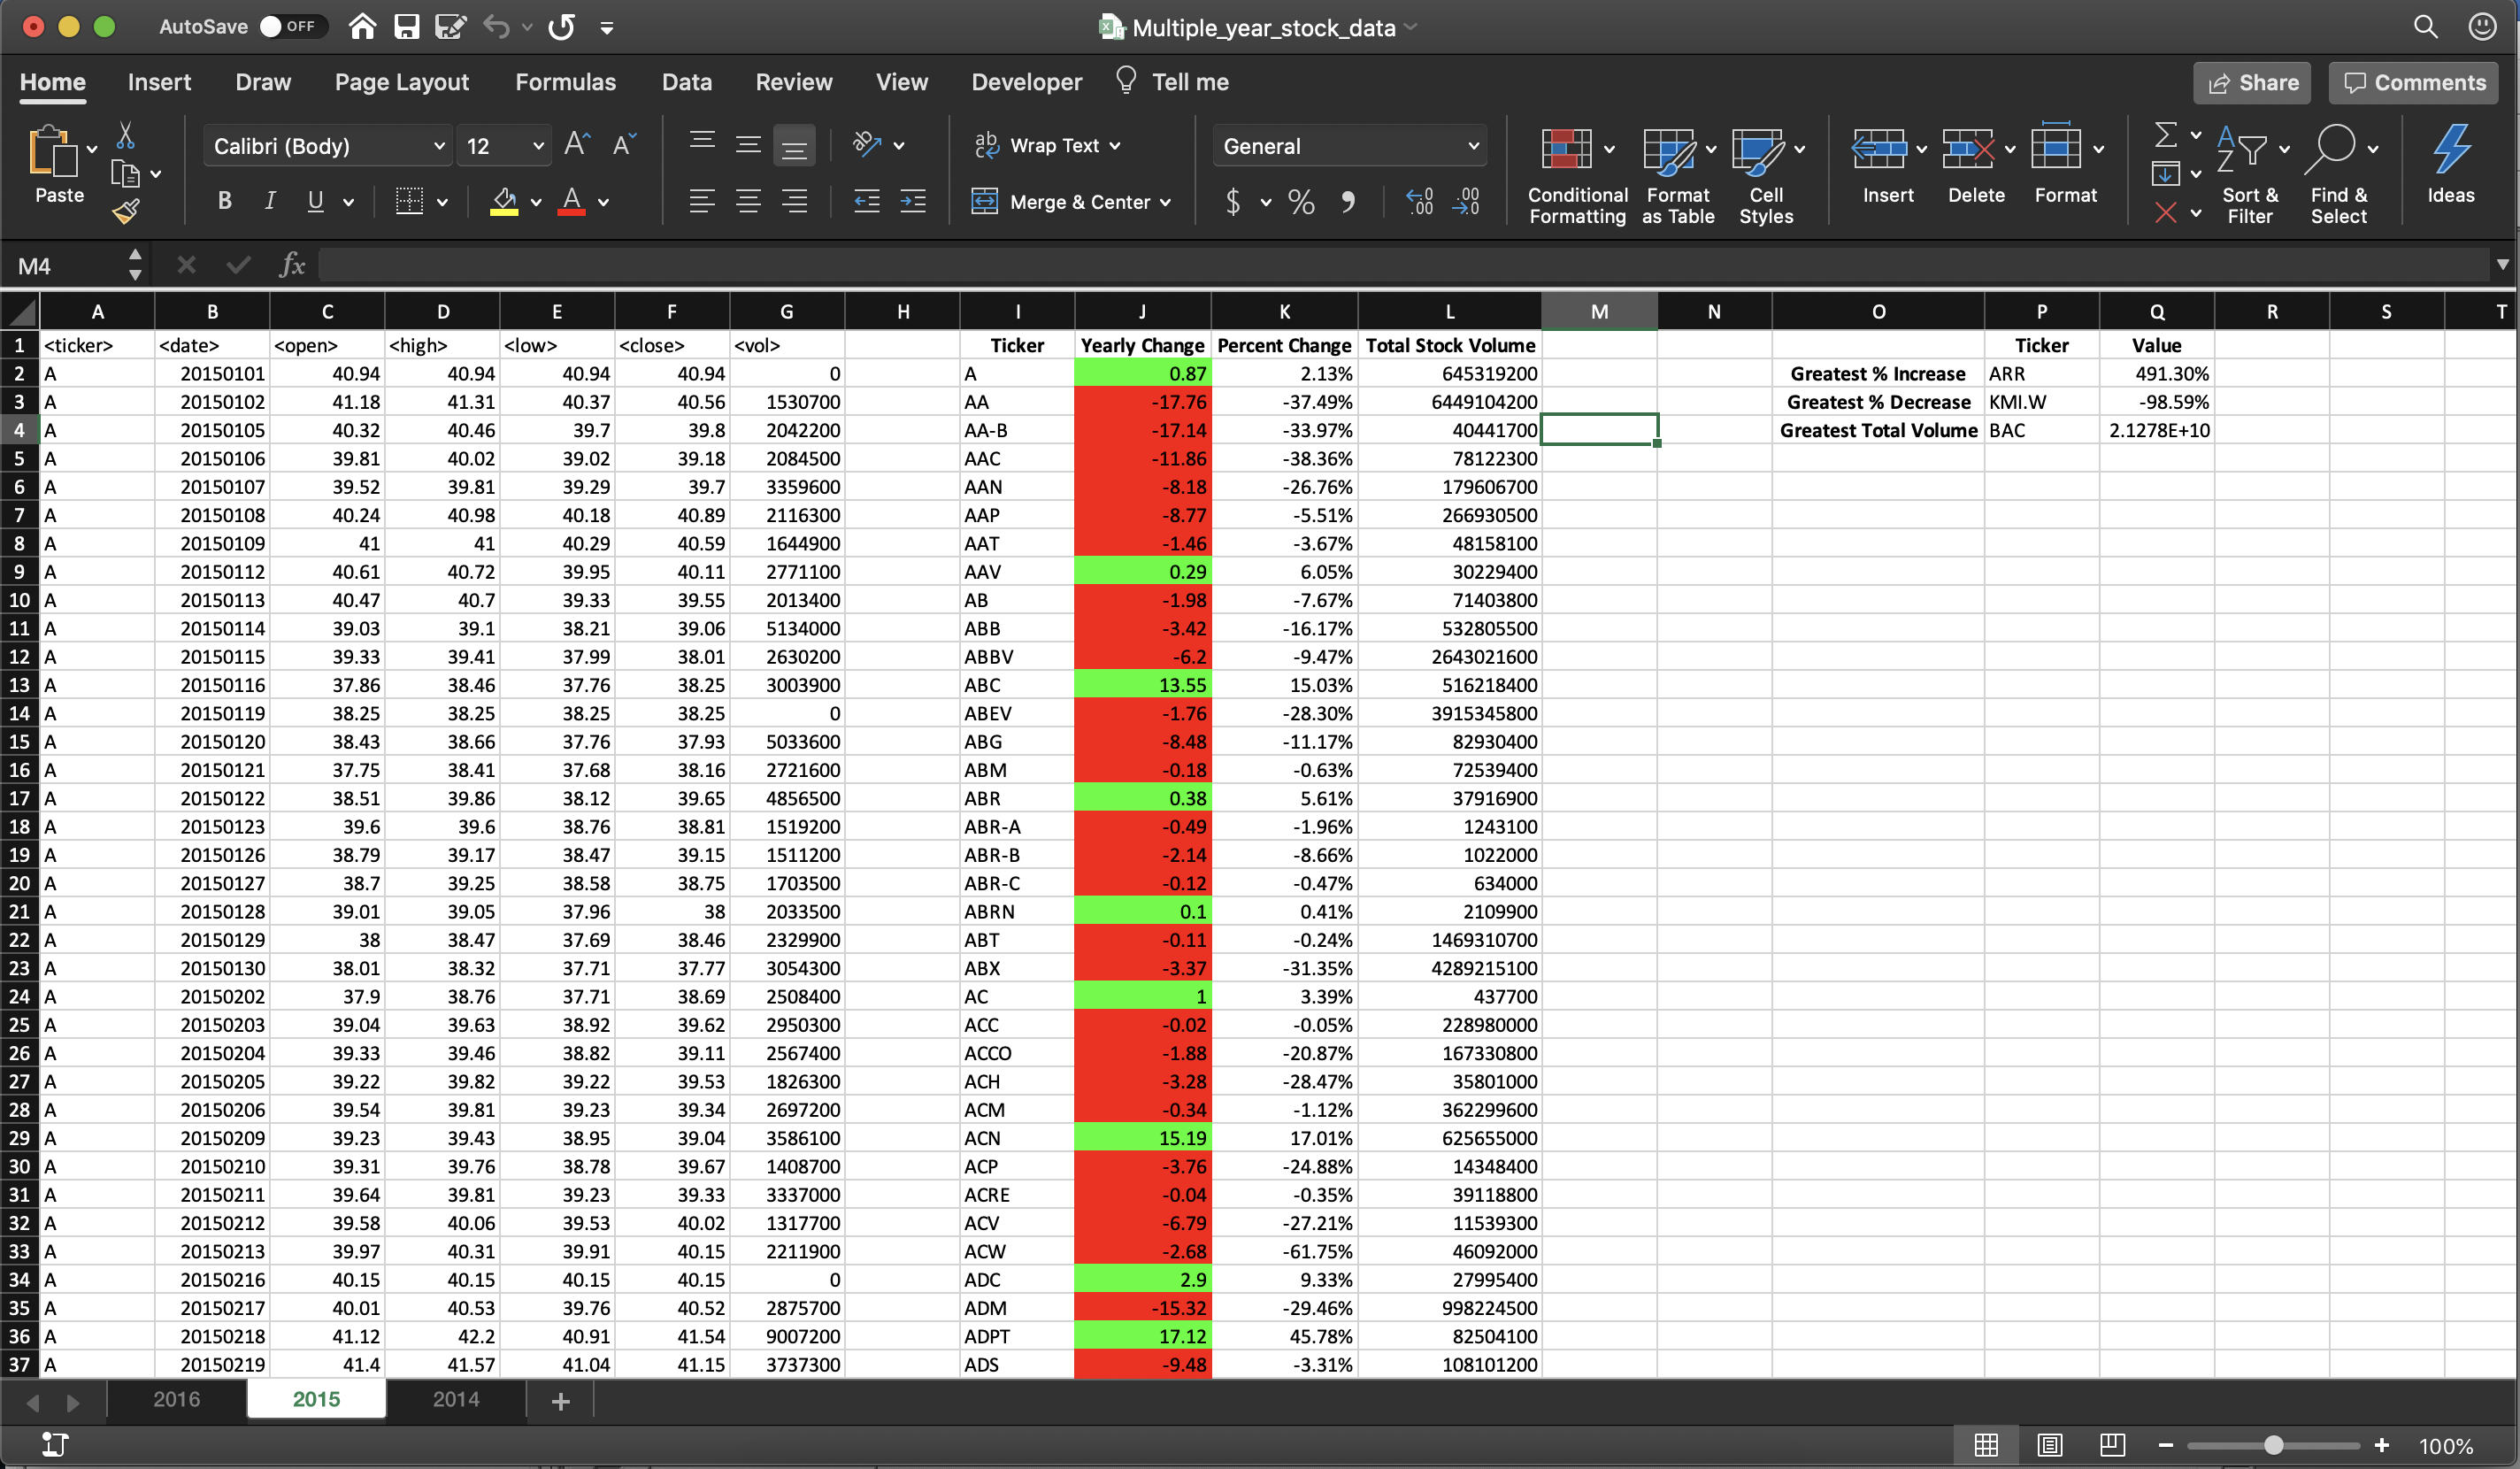 AutoSave OFF Multiple_year_stock_data
Home Insert Draw Page Layout Formulas Data Review View Developer Tell me Share Comments
Paste Calibri (Body) 12 A^ A˅ ab Wrap Text General Conditional Formatting Format as Table Cell Styles Insert Delete Format Sort & Filter Find & Select Ideas
B I U A Merge & Center $ % , .00 .0
M4 fx
A B C D E F G H I J K L M N O P Q R S T
1 <ticker> <date> <open> <high> <low> <close> <vol> Ticker Yearly Change Percent Change Total Stock Volume Ticker Value
2 A 20150101 40.94 40.94 40.94 40.94 0 A 0.87 2.13% 645319200 Greatest % Increase ARR 491.30%
3 A 20150102 41.18 41.31 40.37 40.56 1530700 AA -17.76 -37.49% 6449104200 Greatest % Decrease KMI.W -98.59%
4 A 20150105 40.32 40.46 39.7 39.8 2042200 AA-B -17.14 -33.97% 40441700 Greatest Total Volume BAC 2.1278E+10
5 A 20150106 39.81 40.02 39.02 39.18 2084500 AAC -11.86 -38.36% 78122300
6 A 20150107 39.52 39.81 39.29 39.7 3359600 AAN -8.18 -26.76% 179606700
7 A 20150108 40.24 40.98 40.18 40.89 2116300 AAP -8.77 -5.51% 266930500
8 A 20150109 41 41 40.29 40.59 1644900 AAT -1.46 -3.67% 48158100
9 A 20150112 40.61 40.72 39.95 40.11 2771100 AAV 0.29 6.05% 30229400
10 A 20150113 40.47 40.7 39.33 39.55 2013400 AB -1.98 -7.67% 71403800
11 A 20150114 39.03 39.1 38.21 39.06 5134000 ABB -3.42 -16.17% 532805500
12 A 20150115 39.33 39.41 37.99 38.01 2630200 ABBV -6.2 -9.47% 2643021600
13 A 20150116 37.86 38.46 37.76 38.25 3003900 ABC 13.55 15.03% 516218400
14 A 20150119 38.25 38.25 38.25 38.25 0 ABEV -1.76 -28.30% 3915345800
15 A 20150120 38.43 38.66 37.76 37.93 5033600 ABG -8.48 -11.17% 82930400
16 A 20150121 37.75 38.41 37.68 38.16 2721600 ABM -0.18 -0.63% 72539400
17 A 20150122 38.51 39.86 38.12 39.65 4856500 ABR 0.38 5.61% 37916900
18 A 20150123 39.6 39.6 38.76 38.81 1519200 ABR-A -0.49 -1.96% 1243100
19 A 20150126 38.79 39.17 38.47 39.15 1511200 ABR-B -2.14 -8.66% 1022000
20 A 20150127 38.7 39.25 38.58 38.75 1703500 ABR-C -0.12 -0.47% 634000
21 A 20150128 39.01 39.05 37.96 38 2033500 ABRN 0.1 0.41% 2109900
22 A 20150129 38 38.47 37.69 38.46 2329900 ABT -0.11 -0.24% 1469310700
23 A 20150130 38.01 38.32 37.71 37.77 3054300 ABX -3.37 -31.35% 4289215100
24 A 20150202 37.9 38.76 37.71 38.69 2508400 AC 1 3.39% 437700
25 A 20150203 39.04 39.63 38.92 39.62 2950300 ACC -0.02 -0.05% 228980000
26 A 20150204 39.33 39.46 38.82 39.11 2567400 ACCO -1.88 -20.87% 167330800
27 A 20150205 39.22 39.82 39.22 39.53 1826300 ACH -3.28 -28.47% 35801000
28 A 20150206 39.54 39.81 39.23 39.34 2697200 ACM -0.34 -1.12% 362299600
29 A 20150209 39.23 39.43 38.95 39.04 3586100 ACN 15.19 17.01% 625655000
30 A 20150210 39.31 39.76 38.78 39.67 1408700 ACP -3.76 -24.88% 14348400
31 A 20150211 39.64 39.81 39.23 39.33 3337000 ACRE -0.04 -0.35% 39118800
32 A 20150212 39.58 40.06 39.53 40.02 1317700 ACV -6.79 -27.21% 11539300
33 A 20150213 39.97 40.31 39.91 40.15 2211900 ACW -2.68 -61.75% 46092000
34 A 20150216 40.15 40.15 40.15 40.15 0 ADC 2.9 9.33% 27995400
35 A 20150217 40.01 40.53 39.76 40.52 2875700 ADM -15.32 -29.46% 998224500
36 A 20150218 41.12 42.2 40.91 41.54 9007200 ADPT 17.12 45.78% 82504100
37 A 20150219 41.4 41.57 41.04 41.15 3737300 ADS -9.48 -3.31% 108101200
2016 2015 2014 +
100%